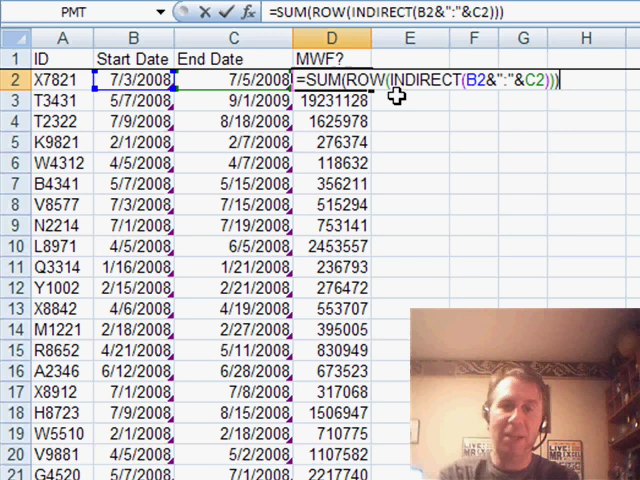 PMT =SUM(ROW(INDIRECT(B2&":"&C2)))
A B C D E F G H
1 ID Start Date End Date MWF?
2 X7821 7/3/2008 7/5/2008 =SUM(ROW(INDIRECT(B2&":"&C2)))
3 T3431 5/7/2008 9/1/2009 19231128
4 T2322 7/9/2008 8/18/2008 1625978
5 K9821 2/1/2008 2/7/2008 276374
6 W4312 4/5/2008 4/7/2008 118632
7 B4341 5/7/2008 5/15/2008 356211
8 V8577 7/3/2008 7/15/2008 515294
9 N2214 7/1/2008 7/19/2008 753141
10 L8971 4/5/2008 6/5/2008 2453557
11 Q3314 1/16/2008 1/21/2008 236793
12 Y1002 2/15/2008 2/21/2008 276472
13 X8842 4/6/2008 4/19/2008 553707
14 M1221 2/18/2008 2/27/2008 395005
15 R8652 4/21/2008 5/11/2008 830949
16 A2346 6/12/2008 6/28/2008 673523
17 X8912 7/1/2008 7/8/2008 317068
18 H8723 7/9/2008 8/15/2008 1506947
19 W5510 2/1/2008 2/18/2008 710775
20 V9881 4/5/2008 5/2/2008 1107582
21 G4520 5/7/2008 7/1/2008 2217740